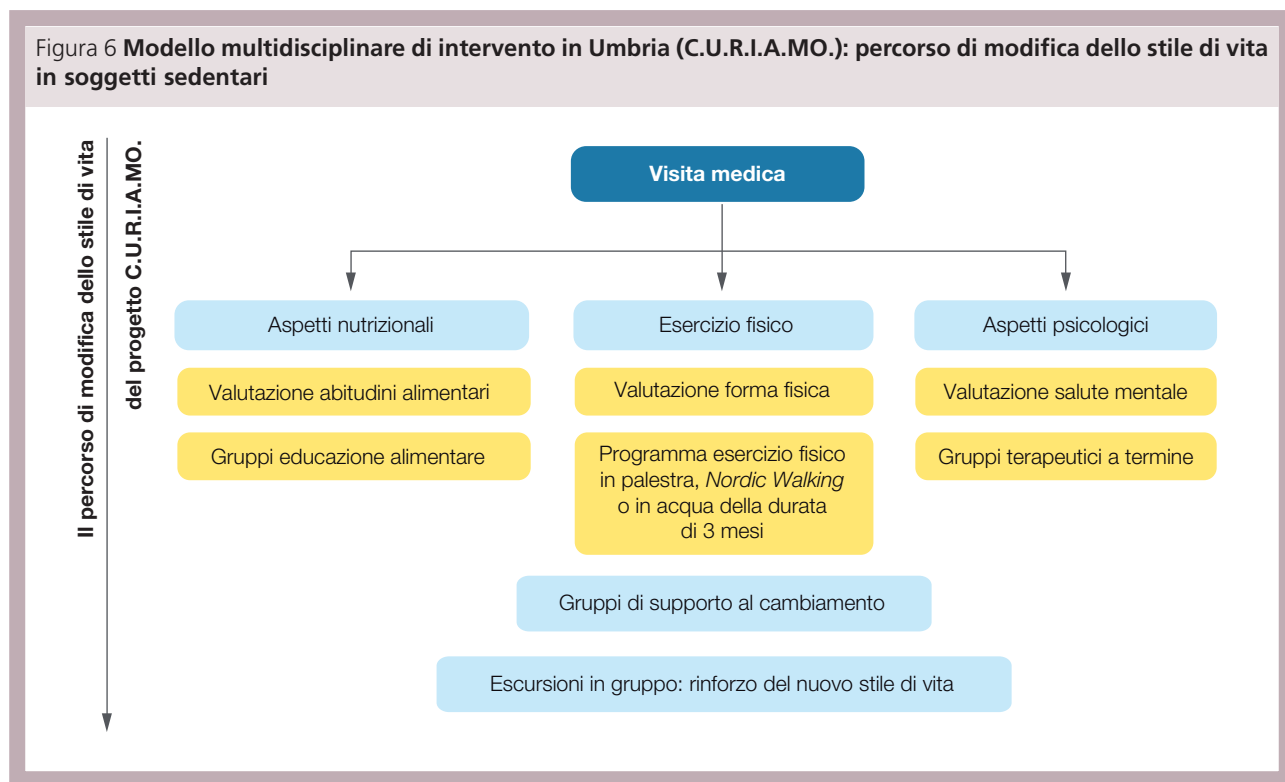 Figura 6 Modello multidisciplinare di intervento in Umbria (C.U.R.I.A.MO.): percorso di modifica dello stile di vita
in soggetti sedentari
Il percorso di modifica dello stile di vita
del progetto C.U.R.I.A.MO.
Visita medica
Aspetti nutrizionali
Esercizio fisico
Aspetti psicologici
Valutazione abitudini alimentari
Valutazione forma fisica
Valutazione salute mentale
Gruppi educazione alimentare
Programma esercizio fisico
in palestra, Nordic Walking
o in acqua della durata
di 3 mesi
Gruppi terapeutici a termine
Gruppi di supporto al cambiamento
Escursioni in gruppo: rinforzo del nuovo stile di vita